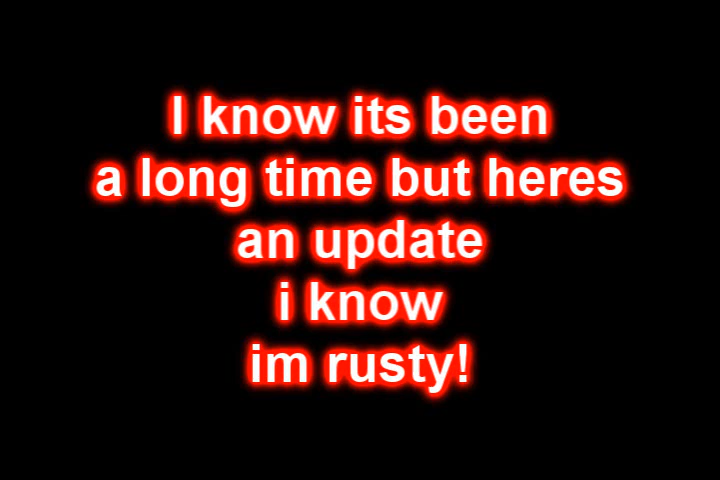 I know its been
a long time but heres
an update
i know
im rusty!